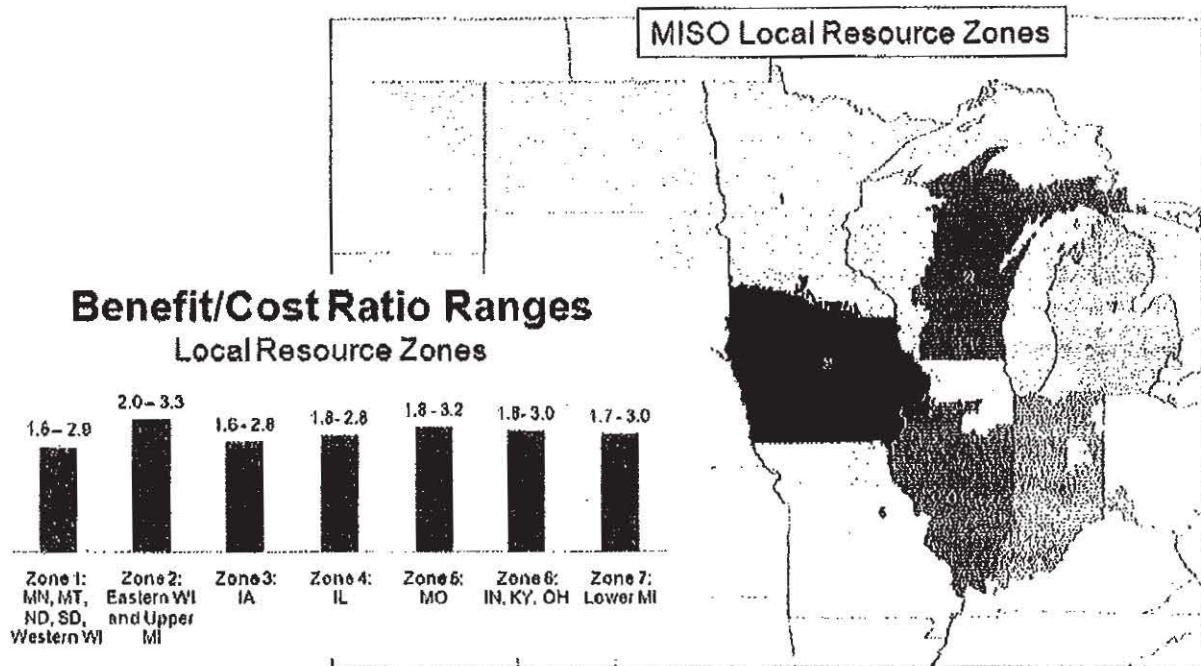 MISO Local Resource Zones
1
2
3
Benefit/Cost Ratio Ranges
Local Resource Zones
1.6 – 2.9
2.0 – 3.3
1.6 - 2.8
1.8 - 2.8
1.8 - 3.2
1.8 - 3.0
1.7 - 3.0
Zone 1:
MN, MT,
ND, SD,
Western WI
Zone 2:
Eastern WI
and Upper
MI
Zone 3:
IA
Zone 4:
IL
Zone 5:
MO
Zone 6:
IN, KY, OH
Zone 7:
Lower MI